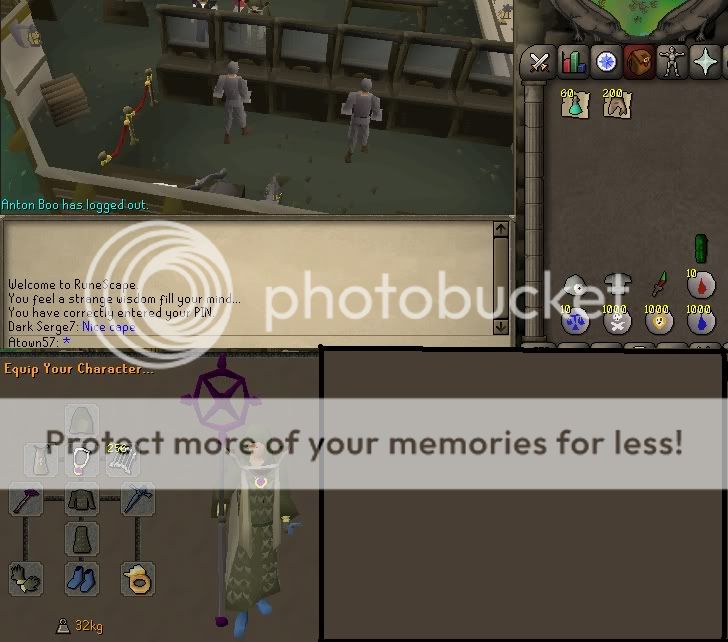 60 200
Anton Boo has logged out.
Welcome to RuneScape.
You feel a strange wisdom fill your mind...
You have correctly entered your PIN.
Dark Serge7: Nice cape
Atown57: *
10
10 1000 1000 1000
photobucket
Equip Your Character...
Protect more of your memories for less!
250
32kg